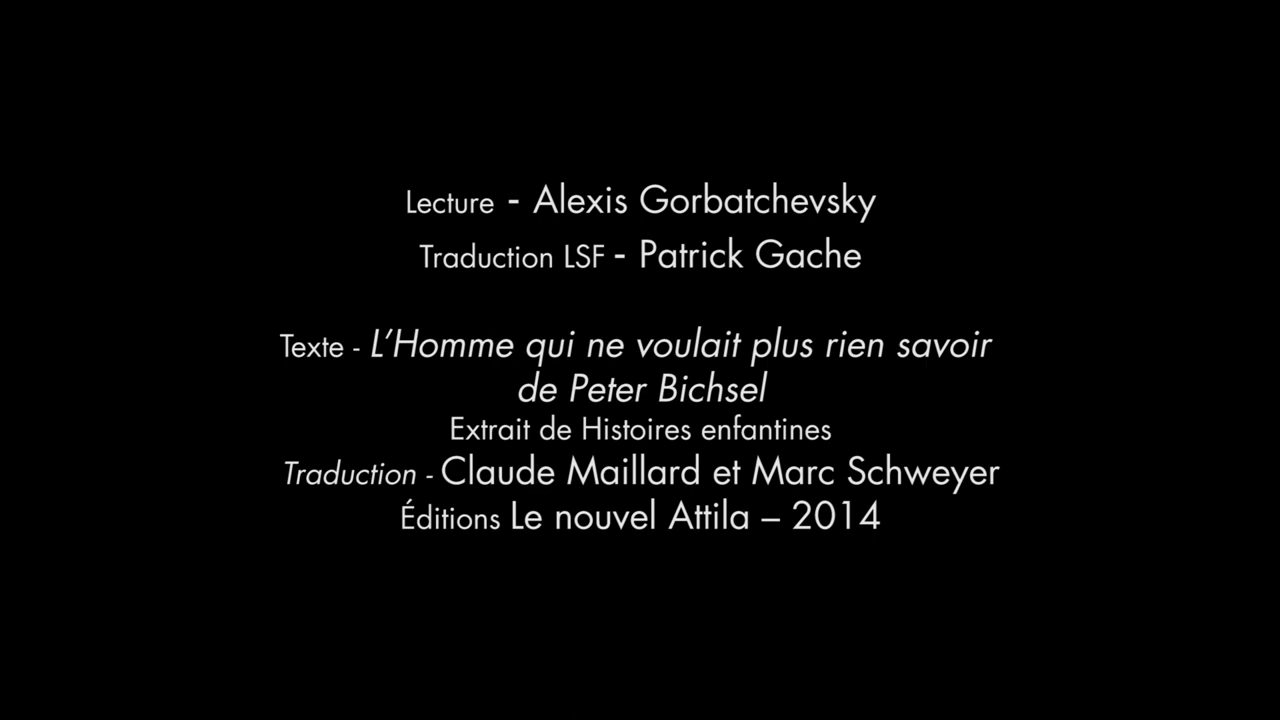 Lecture - Alexis Gorbatchevsky
Traduction LSF - Patrick Gache
Texte - L’Homme qui ne voulait plus rien savoir
de Peter Bichsel
Extrait de Histoires enfantines
Traduction - Claude Maillard et Marc Schweyer
Éditions Le nouvel Attila – 2014